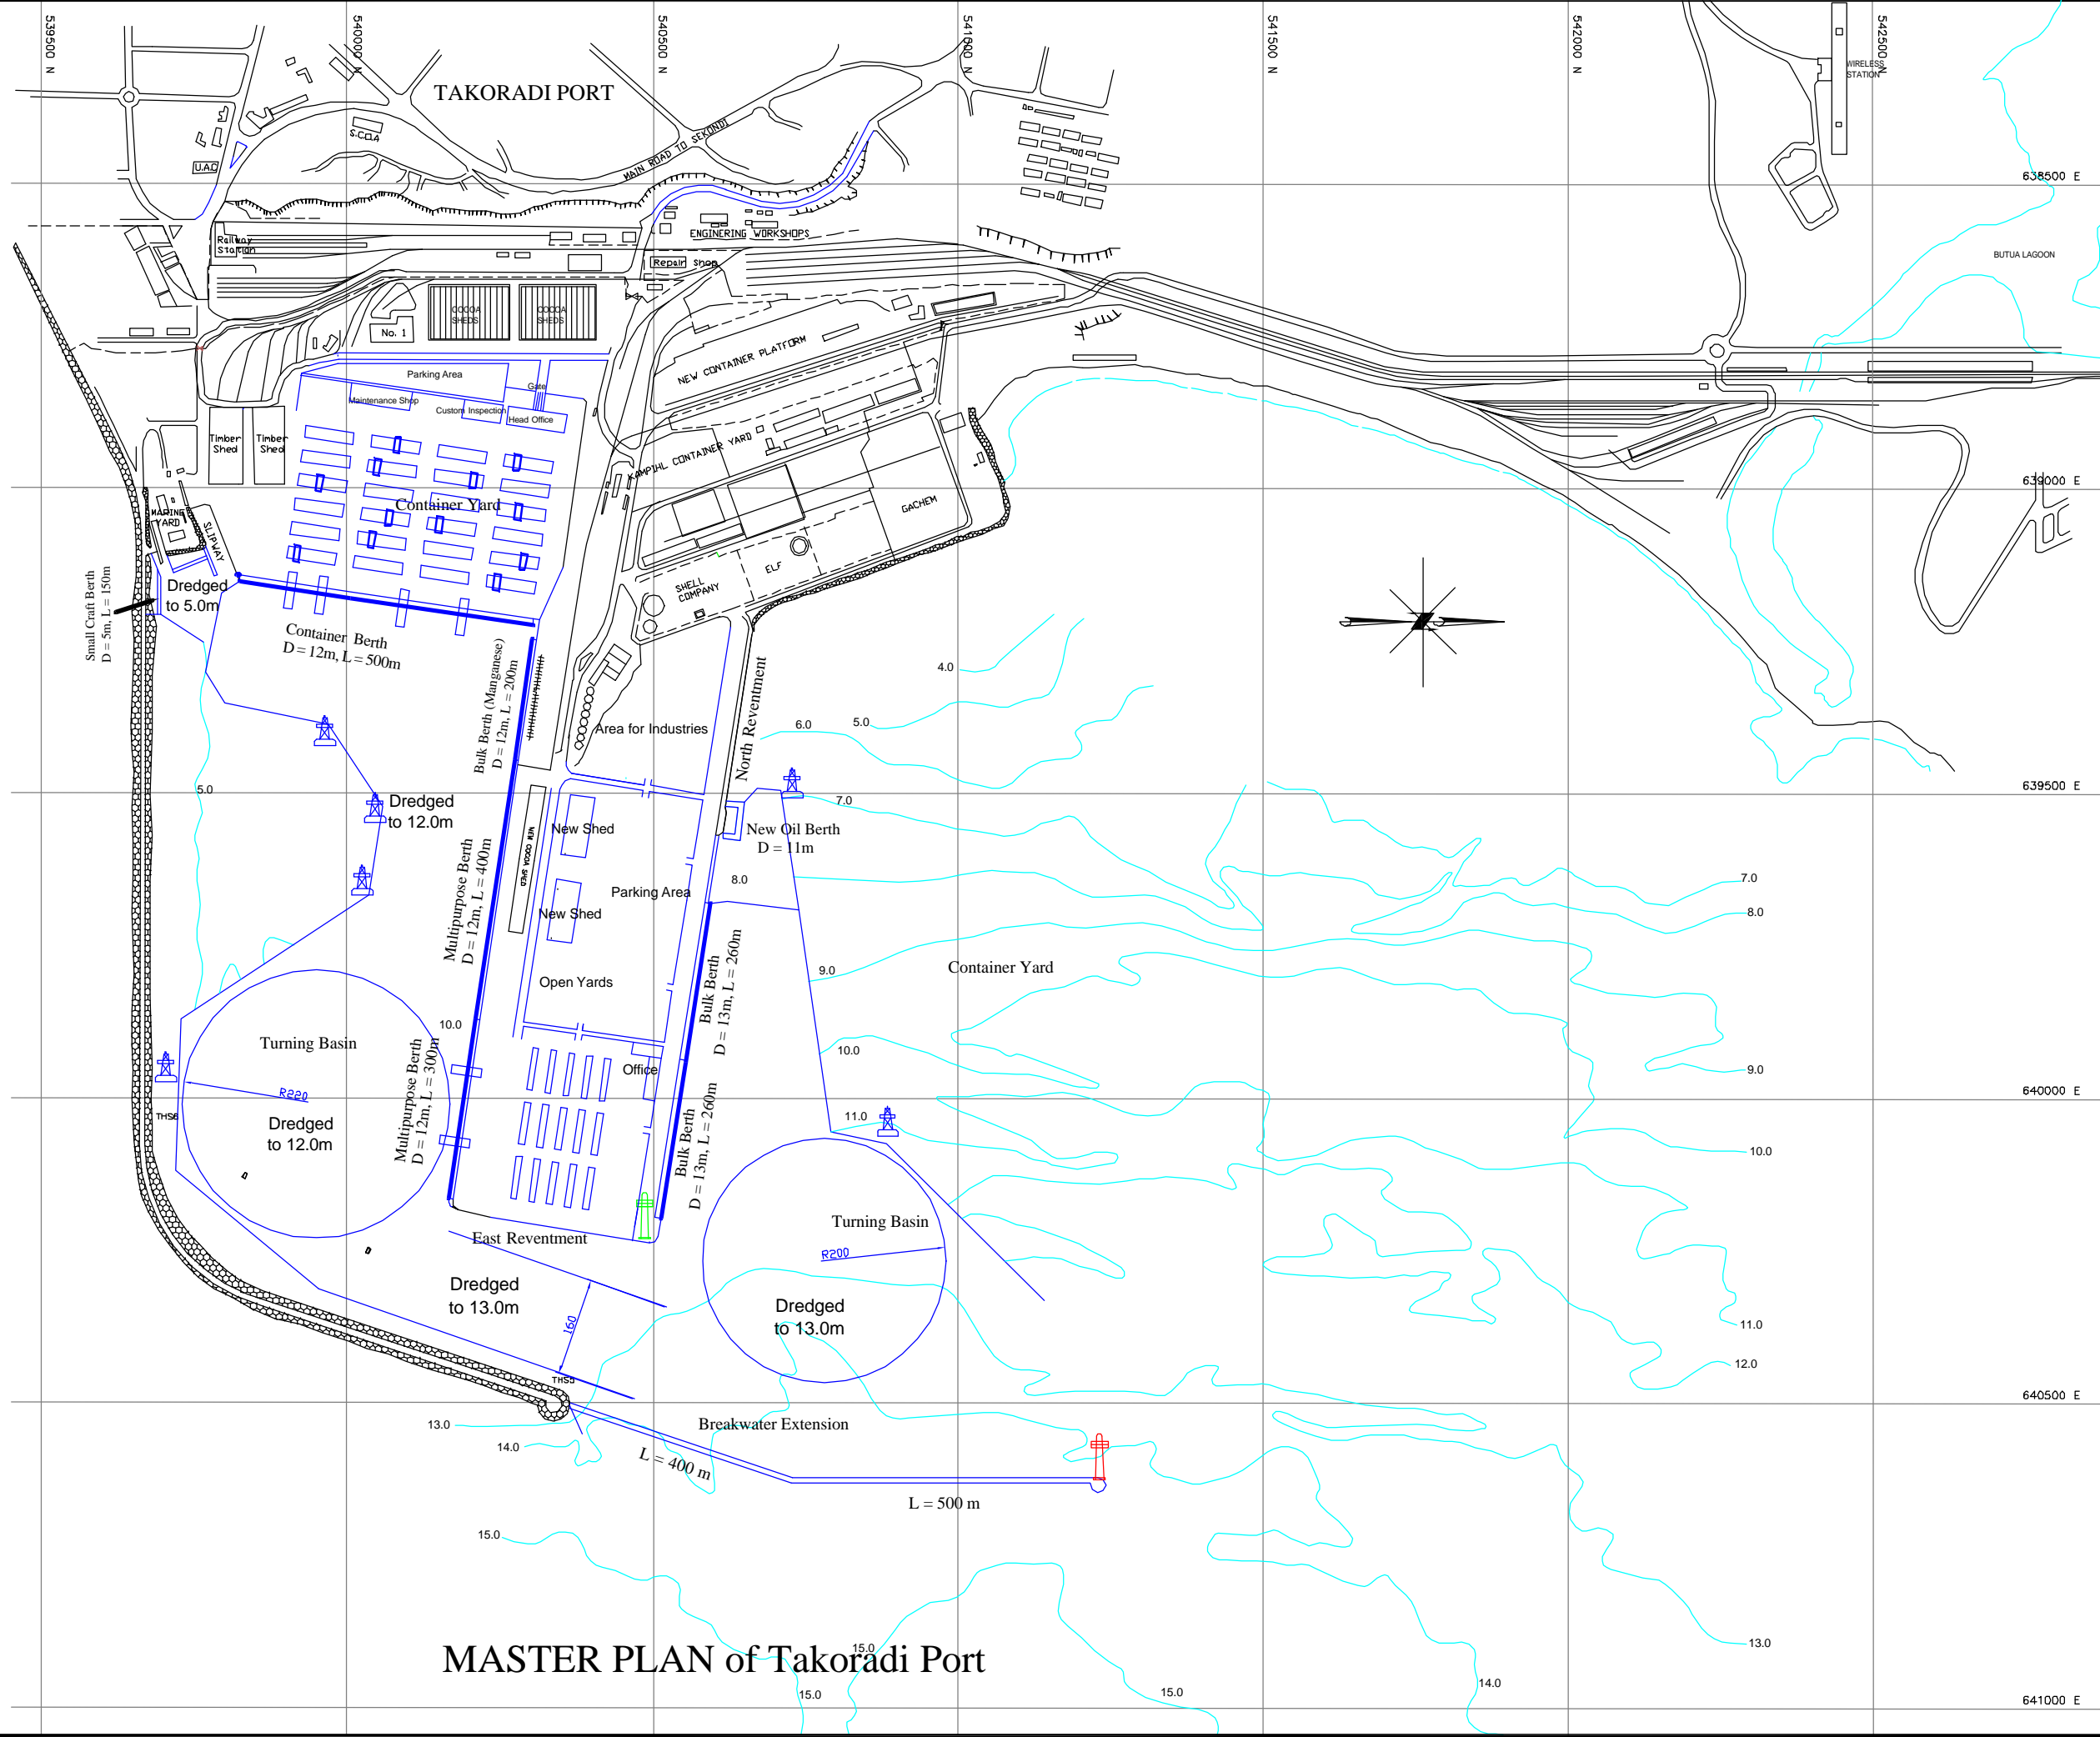 539500 N
540000 N
540500 N
541000 N
541500 N
542000 N
542500 N
WIRELESS
STATION
TAKORADI PORT
S.C.O.A
MAIN ROAD TO SEKONDI
U.A.C
638500 E
Railway
Station
ENGINERING WORKSHOPS
BUTUA LAGOON
Repair Shop
COCOA
SHEDS
COCOA
SHEDS
No. 1
NEW CONTAINER PLATFORM
Parking Area
Gate
Maintenance Shop
Custom Inspection
Head Office
Timber
Shed
Timber
Shed
KAMPIHL CONTAINER YARD
639000 E
Container Yard
GACHEM
MARINE
YARD
SLIPWAY
ELF
SHELL
COMPANY
Dredged
to 5.0m
Small Craft Berth
D = 5m, L = 150m
Container Berth
D = 12m, L = 500m
Bulk Berth (Manganese)
D = 12m, L = 200m
4.0
North Reventment
Area for Industries
6.0
5.0
5.0
639500 E
7.0
Dredged
to 12.0m
New Shed
NEW COCOA SHED
New Oil Berth
D = 11m
Multipurpose Berth
D = 12m, L = 400m
8.0
7.0
Parking Area
New Shed
8.0
Bulk Berth
D = 13m, L = 260m
9.0
Container Yard
Open Yards
10.0
Turning Basin
10.0
Multipurpose Berth
D = 12m, L = 300m
Office
9.0
R220
640000 E
THS6
Dredged
to 12.0m
11.0
Bulk Berth
D = 13m, L = 260m
10.0
Turning Basin
East Reventment
R200
Dredged
to 13.0m
Dredged
to 13.0m
160
11.0
12.0
THS5
640500 E
13.0
Breakwater Extension
14.0
L = 400 m
L = 500 m
15.0
13.0
MASTER PLAN of Takoradi Port
15.0
15.0
15.0
14.0
641000 E